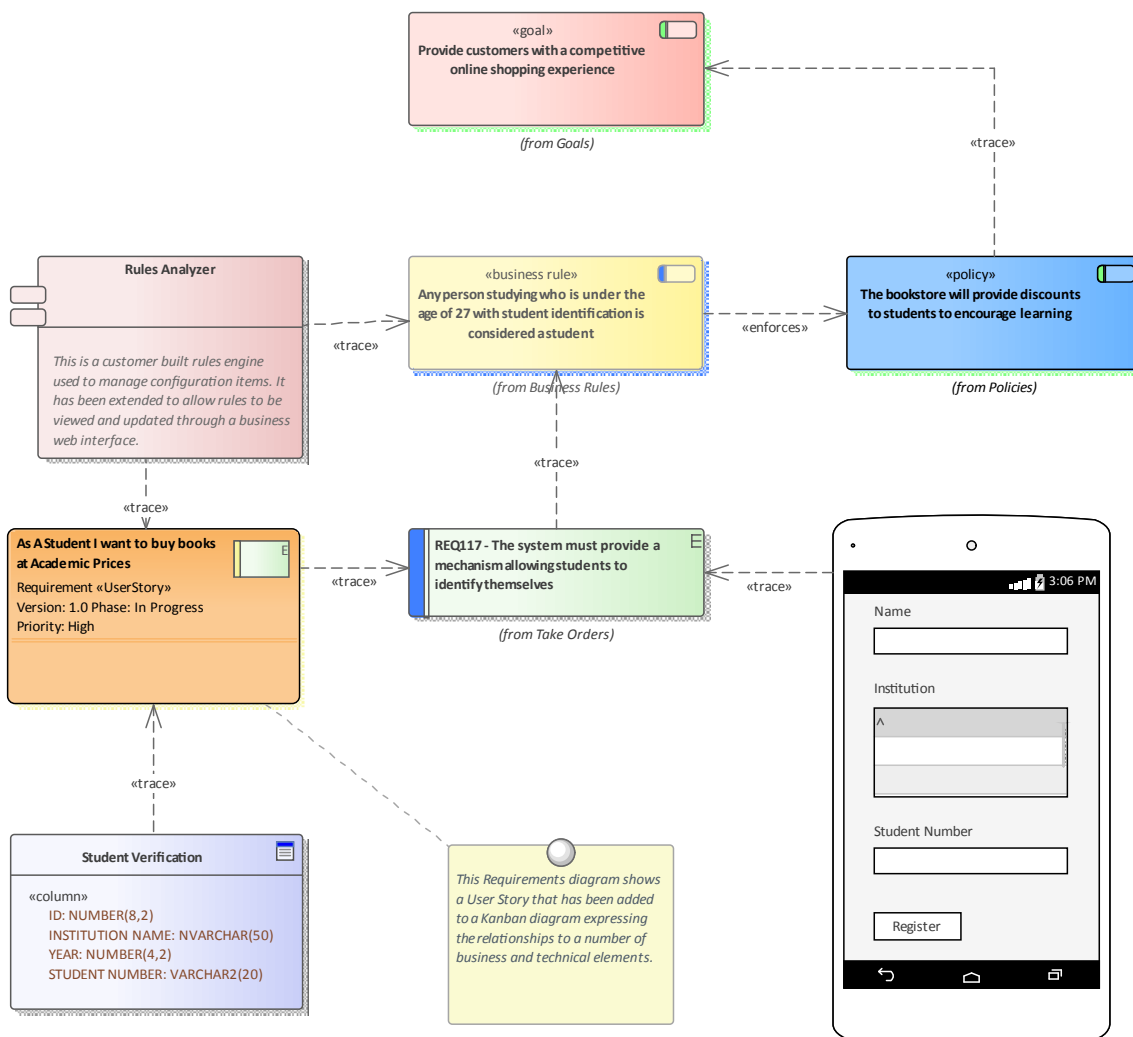 «goal»
Provide customers with a competitive
online shopping experience
(from Goals)
«trace»
Rules Analyzer
This is a customer built rules engine
used to manage configuration items. It
has been extended to allow rules to be
viewed and updated through a business
web interface.
«trace»
«business rule»
Any person studying who is under the
age of 27 with student identification is
considered a student
(from Business Rules)
«enforces»
«policy»
The bookstore will provide discounts
to students to encourage learning
(from Policies)
«trace»
«trace»
As A Student I want to buy books
at Academic Prices
Requirement «UserStory»
Version: 1.0 Phase: In Progress
Priority: High
E
«trace»
REQ117 - The system must provide a
mechanism allowing students to
identify themselves
E
(from Take Orders)
«trace»
3:06 PM
Name
Institution
Student Number
Register
«trace»
Student Verification
«column»
ID: NUMBER(8,2)
INSTITUTION NAME: NVARCHAR(50)
YEAR: NUMBER(4,2)
STUDENT NUMBER: VARCHAR2(20)
This Requirements diagram shows
a User Story that has been added
to a Kanban diagram expressing
the relationships to a number of
business and technical elements.